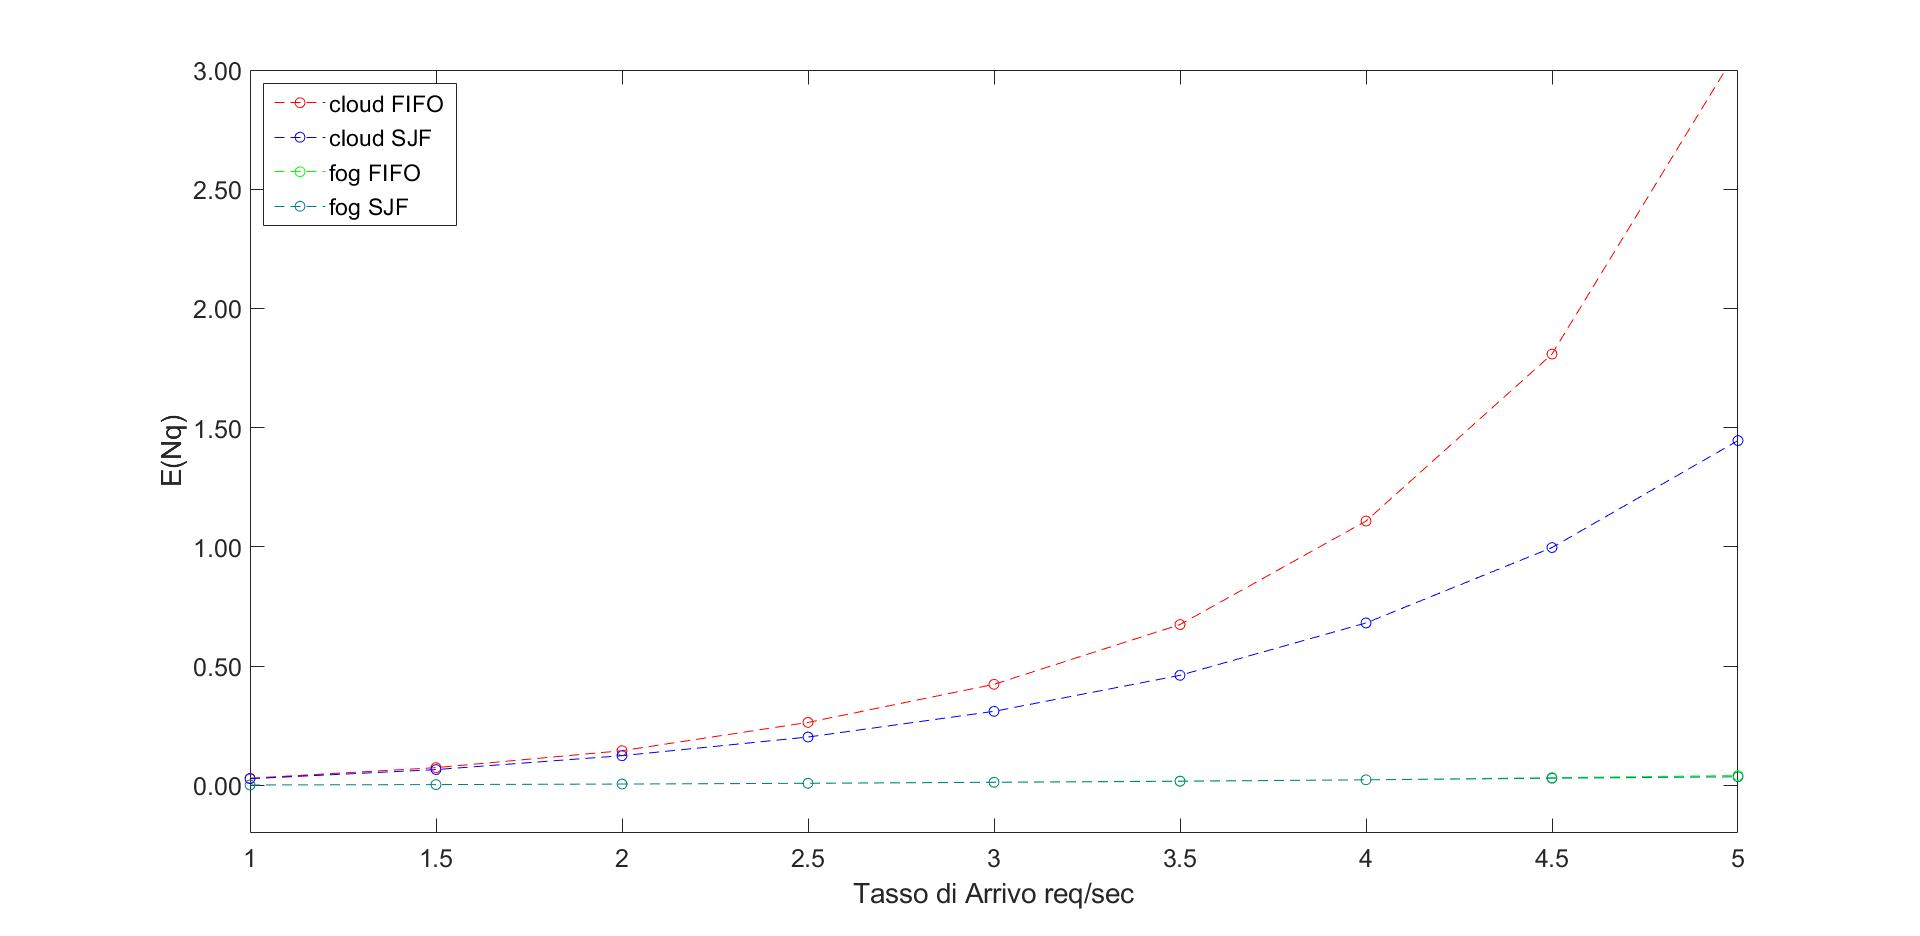 3.00
2.50
2.00
1.50
1.00
0.50
0.00
E(Nq)
cloud FIFO
cloud SJF
fog FIFO
fog SJF
1 1.5 2 2.5 3 3.5 4 4.5 5
Tasso di Arrivo req/sec